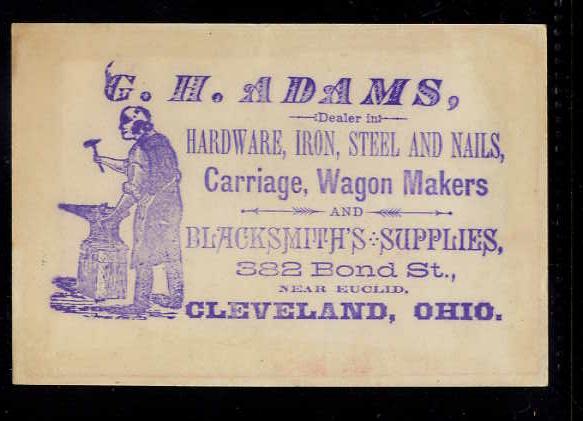 G. H. ADAMS,
Dealer in
HARDWARE, IRON, STEEL AND NAILS,
Carriage, Wagon Makers
AND
BLACKSMITH'S SUPPLIES,
332 Bond St.,
NEAR EUCLID,
CLEVELAND, OHIO.